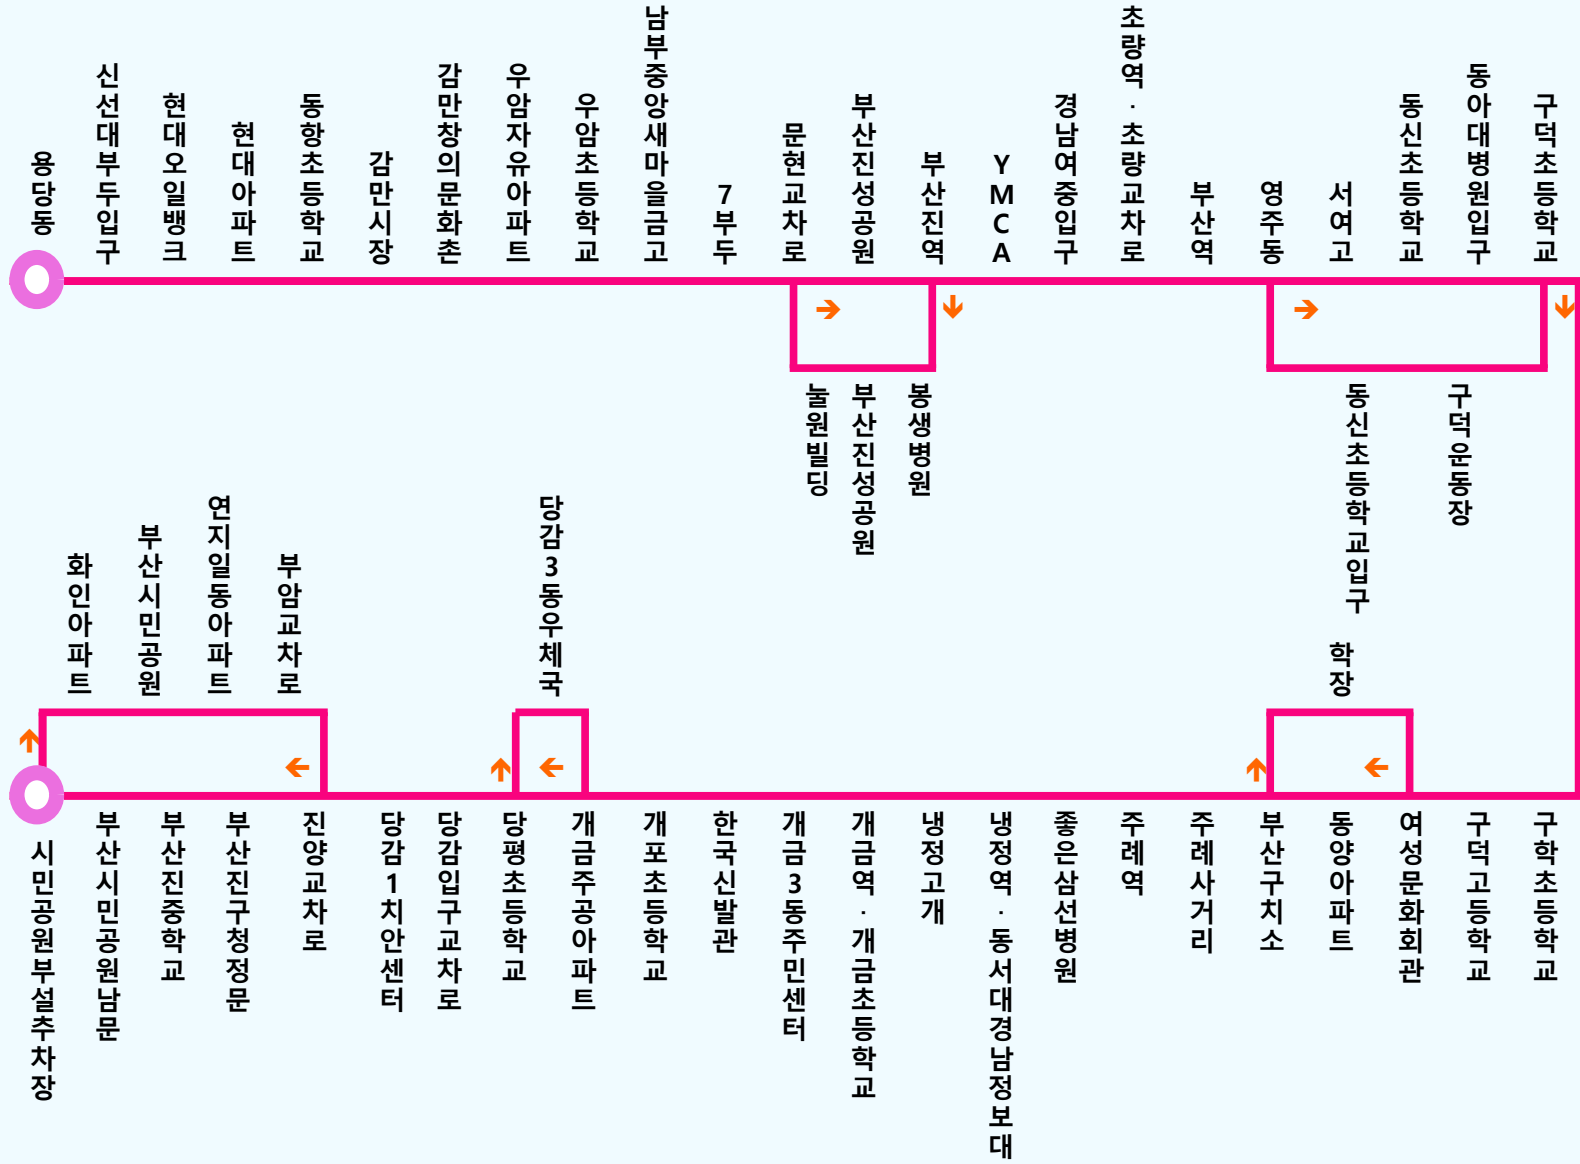 용당동
신선대부두입구
현대오일뱅크
현대아파트
동항초등학교
감만시장
감만창의문화촌
우암자유아파트
우암초등학교
남부중앙새마을금고
7부두
문현교차로
부산진성공원
부산진역
YMCA
경남여중입구
초량역·초량교차로
부산역
영주동
서여고
동신초등학교
동아대병원입구
구덕초등학교
눌원빌딩
부산진성공원
봉생병원
동신초등학교입구
구덕운동장
화인아파트
부산시민공원
연지일동아파트
부암교차로
당감3동우체국
학장
시민공원부설추차장
부산시민공원남문
부산진중학교
부산진구청정문
진양교차로
당감1치안센터
당감입구교차로
당평초등학교
개금주공아파트
개포초등학교
한국신발관
개금3동주민센터
개금역·개금초등학교
냉정고개
냉정역·동서대경남정보대
좋은삼선병원
주례역
주례사거리
부산구치소
동양아파트
여성문화회관
구덕고등학교
구학초등학교